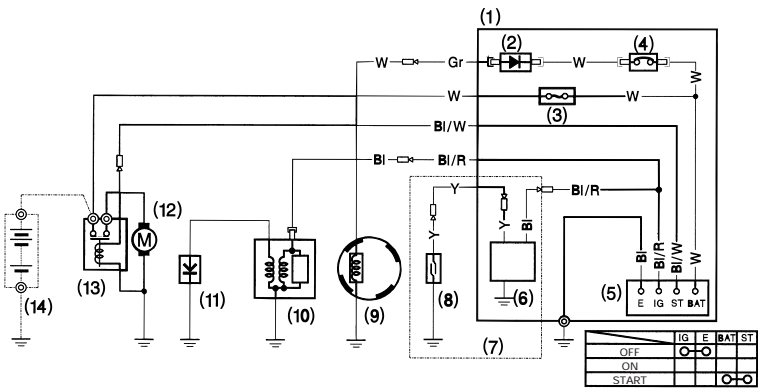 (1)
(2)
(4)
W
Gr
W
W
W
W
(3)
Bl/W
Bl
Bl/R
Y
Bl/R
(12)
Y
Bl
Y
M
Bl
Bl/R
Bl/W
W
(13)
(14)
(11)
(10)
(9)
(8)
(6)
(5)
E IG ST BAT
(7)
IG E BAT ST
OFF
ON
START